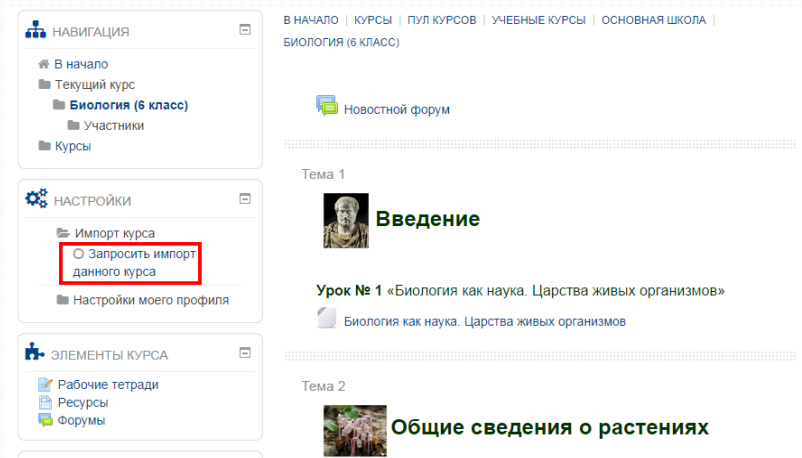 НАВИГАЦИЯ
В начало
Текущий курс
Биология (6 класс)
Участники
Курсы
НАСТРОЙКИ
Импорт курса
Запросить импорт
данного курса
Настройки моего профиля
ЭЛЕМЕНТЫ КУРСА
Рабочие тетради
Ресурсы
Форумы
В НАЧАЛО | КУРСЫ | ПУЛ КУРСОВ | УЧЕБНЫЕ КУРСЫ | ОСНОВНАЯ ШКОЛА |
БИОЛОГИЯ (6 КЛАСС)
Новостной форум
Тема 1
Введение
Урок № 1 «Биология как наука. Царства живых организмов»
Биология как наука. Царства живых организмов
Тема 2
Общие сведения о растениях